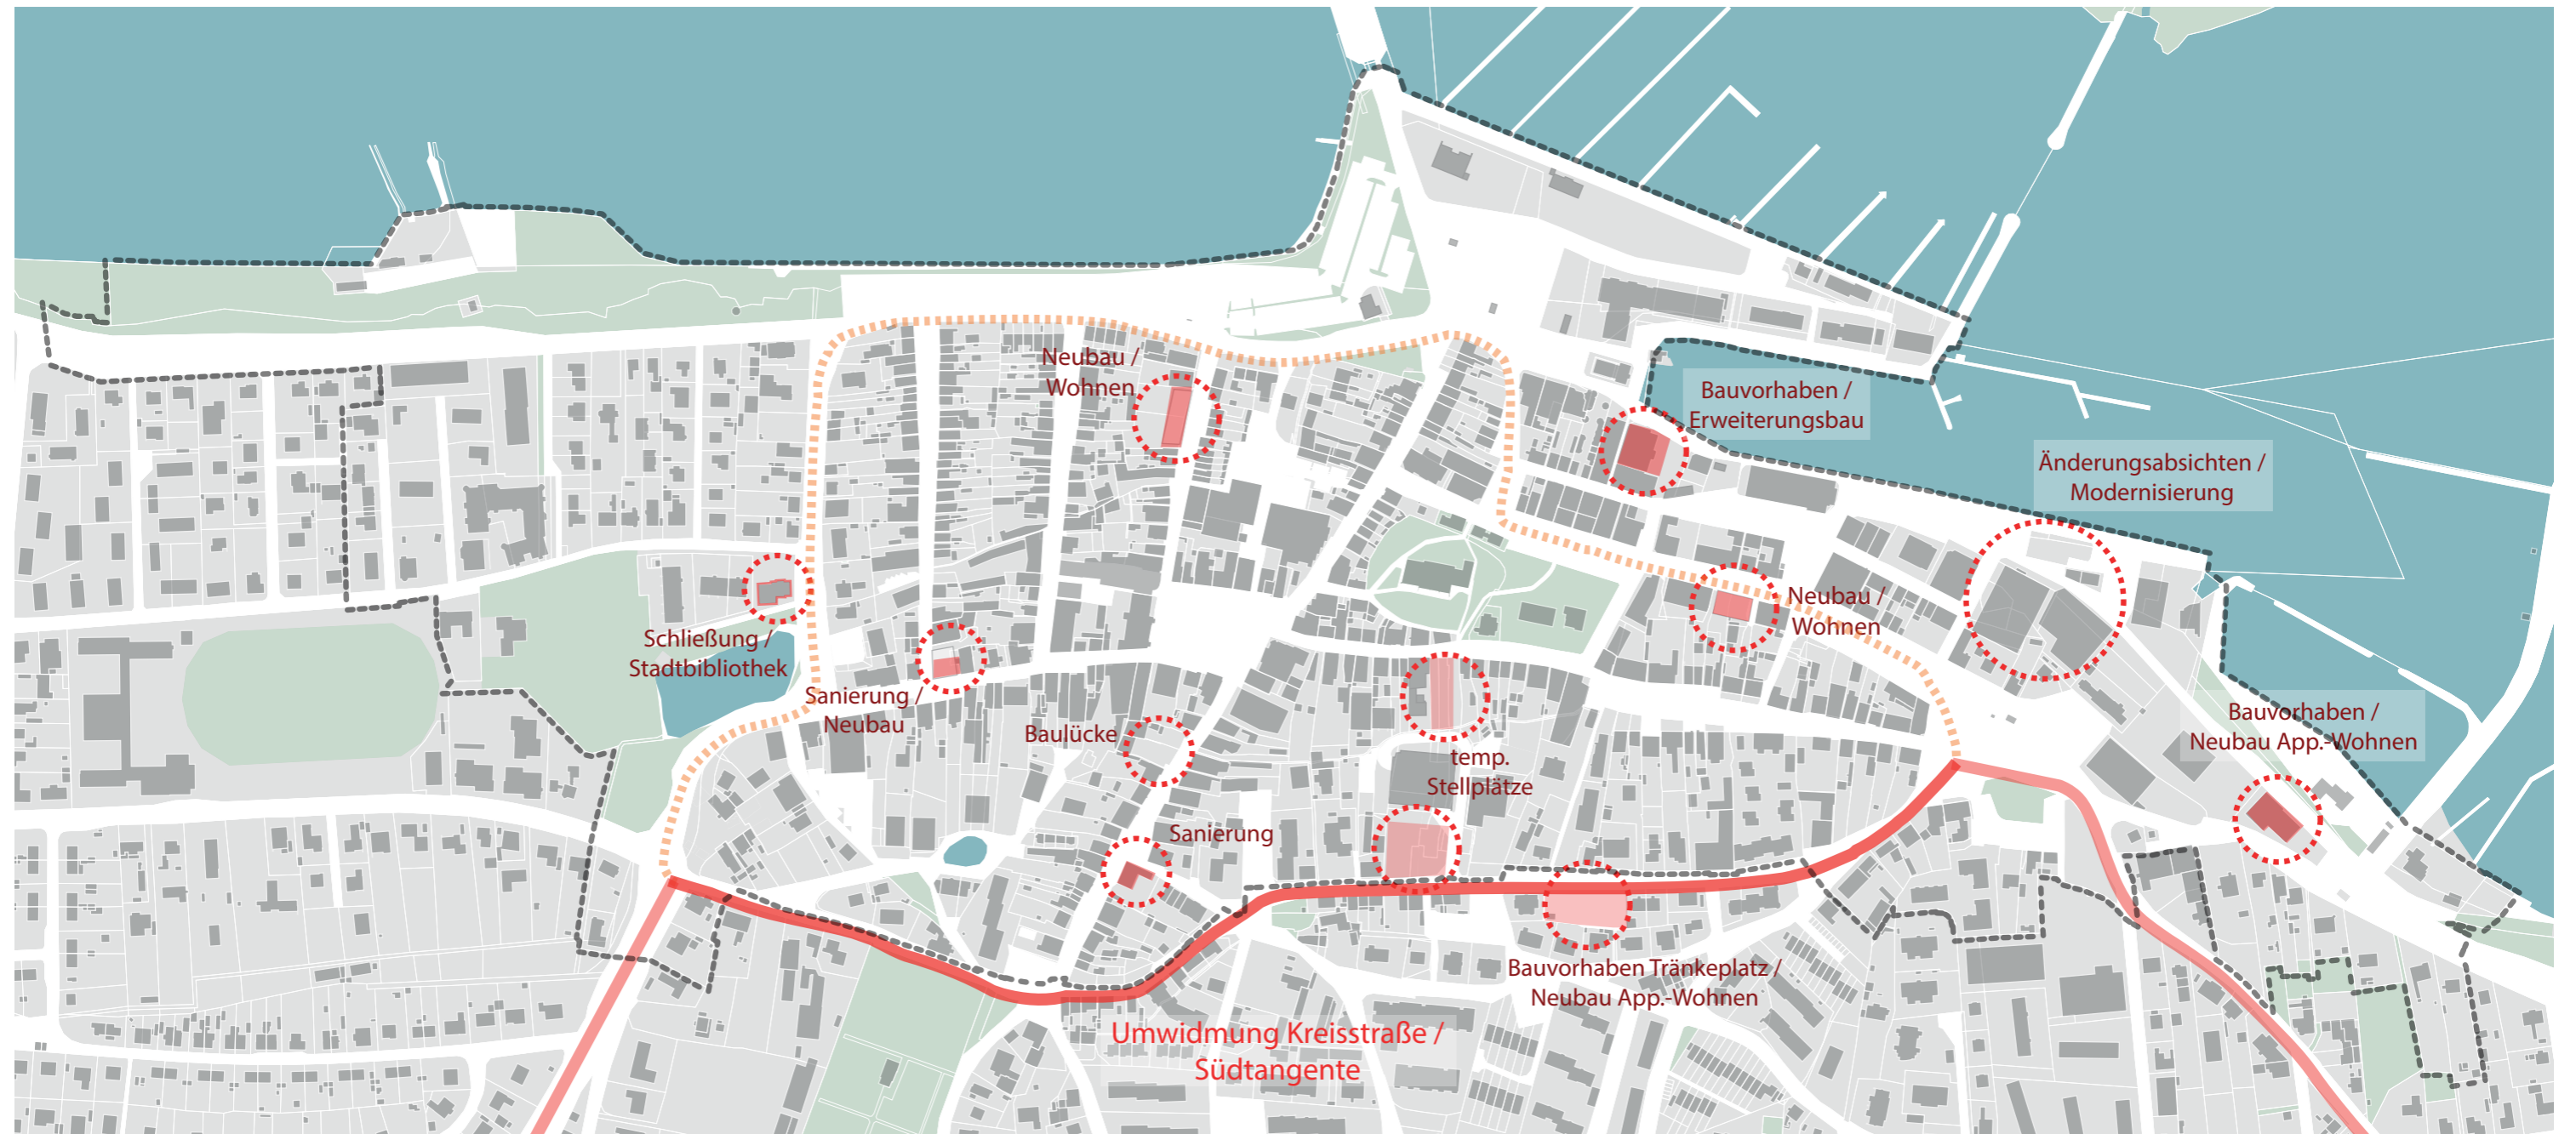 Neubau /
Wohnen
Bauvorhaben /
Erweiterungsbau
Änderungsabsichten /
Modernisierung
Neubau /
Wohnen
Schließung /
Stadtbibliothek
Sanierung /
Neubau
Baulücke
temp.
Stellplätze
Bauvorhaben /
Neubau App.-Wohnen
Sanierung
Bauvorhaben Tränkeplatz /
Neubau App.-Wohnen
Umwidmung Kreisstraße /
Südtangente